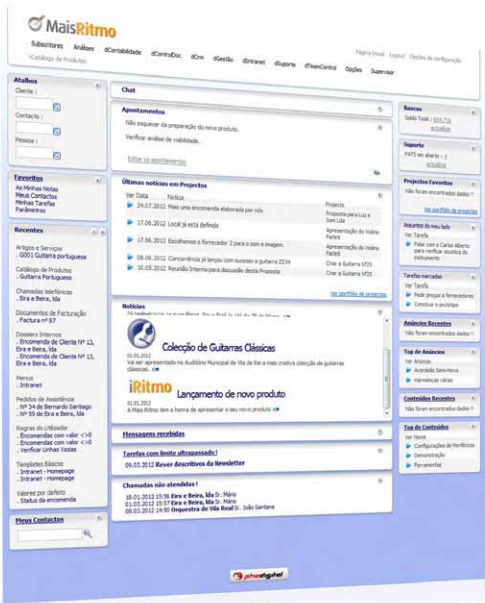 MaisRitmo
Subscritores Análises dContabilidade dControlDoc dCrm dGestão dIntranet dSuporte dTeamControl Opções Supervisor
Página Inicial Logout Opções de configuração
>Catálogo de Produtos
Atalhos
Cliente :
Contacto :
Pessoa :
Favoritos
As Minhas Notas
Meus Contactos
Minhas Tarefas
Parâmetros
Recentes
Artigos e Serviços
. G001 Guitarra portuguesa
Catálogo de Produtos
. Guitarra Portuguesa
Chamadas telefónicas
. Eira e Beira, lda
Documentos de Facturação
. Factura nº 87
Dossiers Internos
. Encomenda de Cliente Nº 12,
Eira e Beira, lda
. Encomenda de Cliente Nº 13,
Eira e Beira, lda
Menus
. Intranet
Pedidos de Assistência
. Nº 34 de Bernardo Santiago
. Nº 59 de Eira e Beira, lda
Regras do Utilizador
. Encomendas com valor <>0
. Encomendas com valor <>0
. Verificar Linhas Vazias
Templates Básicos
. Intranet - Homepage
. Intranet - Homepage
Valores por defeito
. Status da encomenda
Meus Contactos
Chat
Apontamentos
Não esquecer da preparação do novo produto.
Verificar análise de viabilidade.
Editar os apontamentos
Últimas notícias em Projectos
Ver Data Notícia Projecto
24.07.2012 Mais uma encomenda elaborada por nós Proposta para Luz e Som Lda
17.06.2012 Local já está definido Apresentação do Violino
17.06.2012 Escolhemos o fornecedor 2 para o som e imagem. Apresentação do Violino
08.06.2012 Concorrência já lançou com sucesso a guitarra ZZ34 Criar a Guitarra
10.05.2012 Reunião Interna para discussão desta Proposta Criar a Guitarra
Ver portfólio de projectos
Notícias
Colecção de Guitarras Clássicas
01.01.2012
Vai ser apresentado no Auditório Municipal de Vila de lhe a mais criativa colecção de guitarras
clássicas.
iRitmo Lançamento de novo produto
01.01.2012
A Mais Ritmo tem a honra de apresentar o seu novo produto
Mensagens recebidas
Tarefas com limite ultrapassado!
09.03.2012 Rever descritivos da Newsletter
Chamadas não atendidas!
18.01.2012 15:56 Eira e Beira, lda Sr. Mário
01.03.2012 15:57 Eira e Beira, lda Sr. Mário
08.03.2012 14:50 Orquestra de Vila Real Sr. João Santana
Bancos
Saldo Total :
actualizar
Suporte
PATS em aberto : 4
actualizar
Projectos Favoritos
Não foram encontrados dados !!
Ver portfólio de projectos
Assuntos do meu lado
Ver Tarefa
Falar com o Carlos Alberto
para verificar acustica do
instrumento
Tarefas marcadas
Ver Tarefa
Pedir preços a fornecedores
Construir o protótipo
Anúncios Recentes
Não foram encontrados dados !!
Top de Anúncios
Ver Anúncio
Acordeão Semi-Novo
Harmónicas várias
Conteúdos Recentes
Não foram encontrados dados !!
Top de Conteúdos
Ver Nome
Configurações de Periféricos
Demonstração
Ferramentas
phcdigital